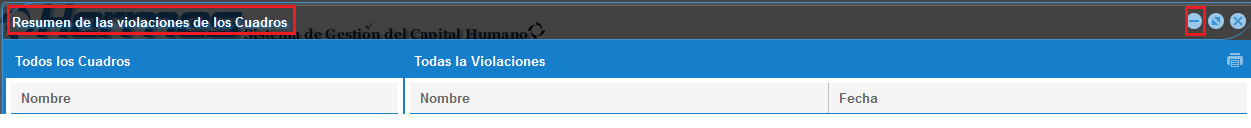 Resumen de las violaciones de los Cuadros
Sistema de Gestión del Capital Humano
Todos los Cuadros
Todas la Violaciones
Nombre
Nombre
Fecha